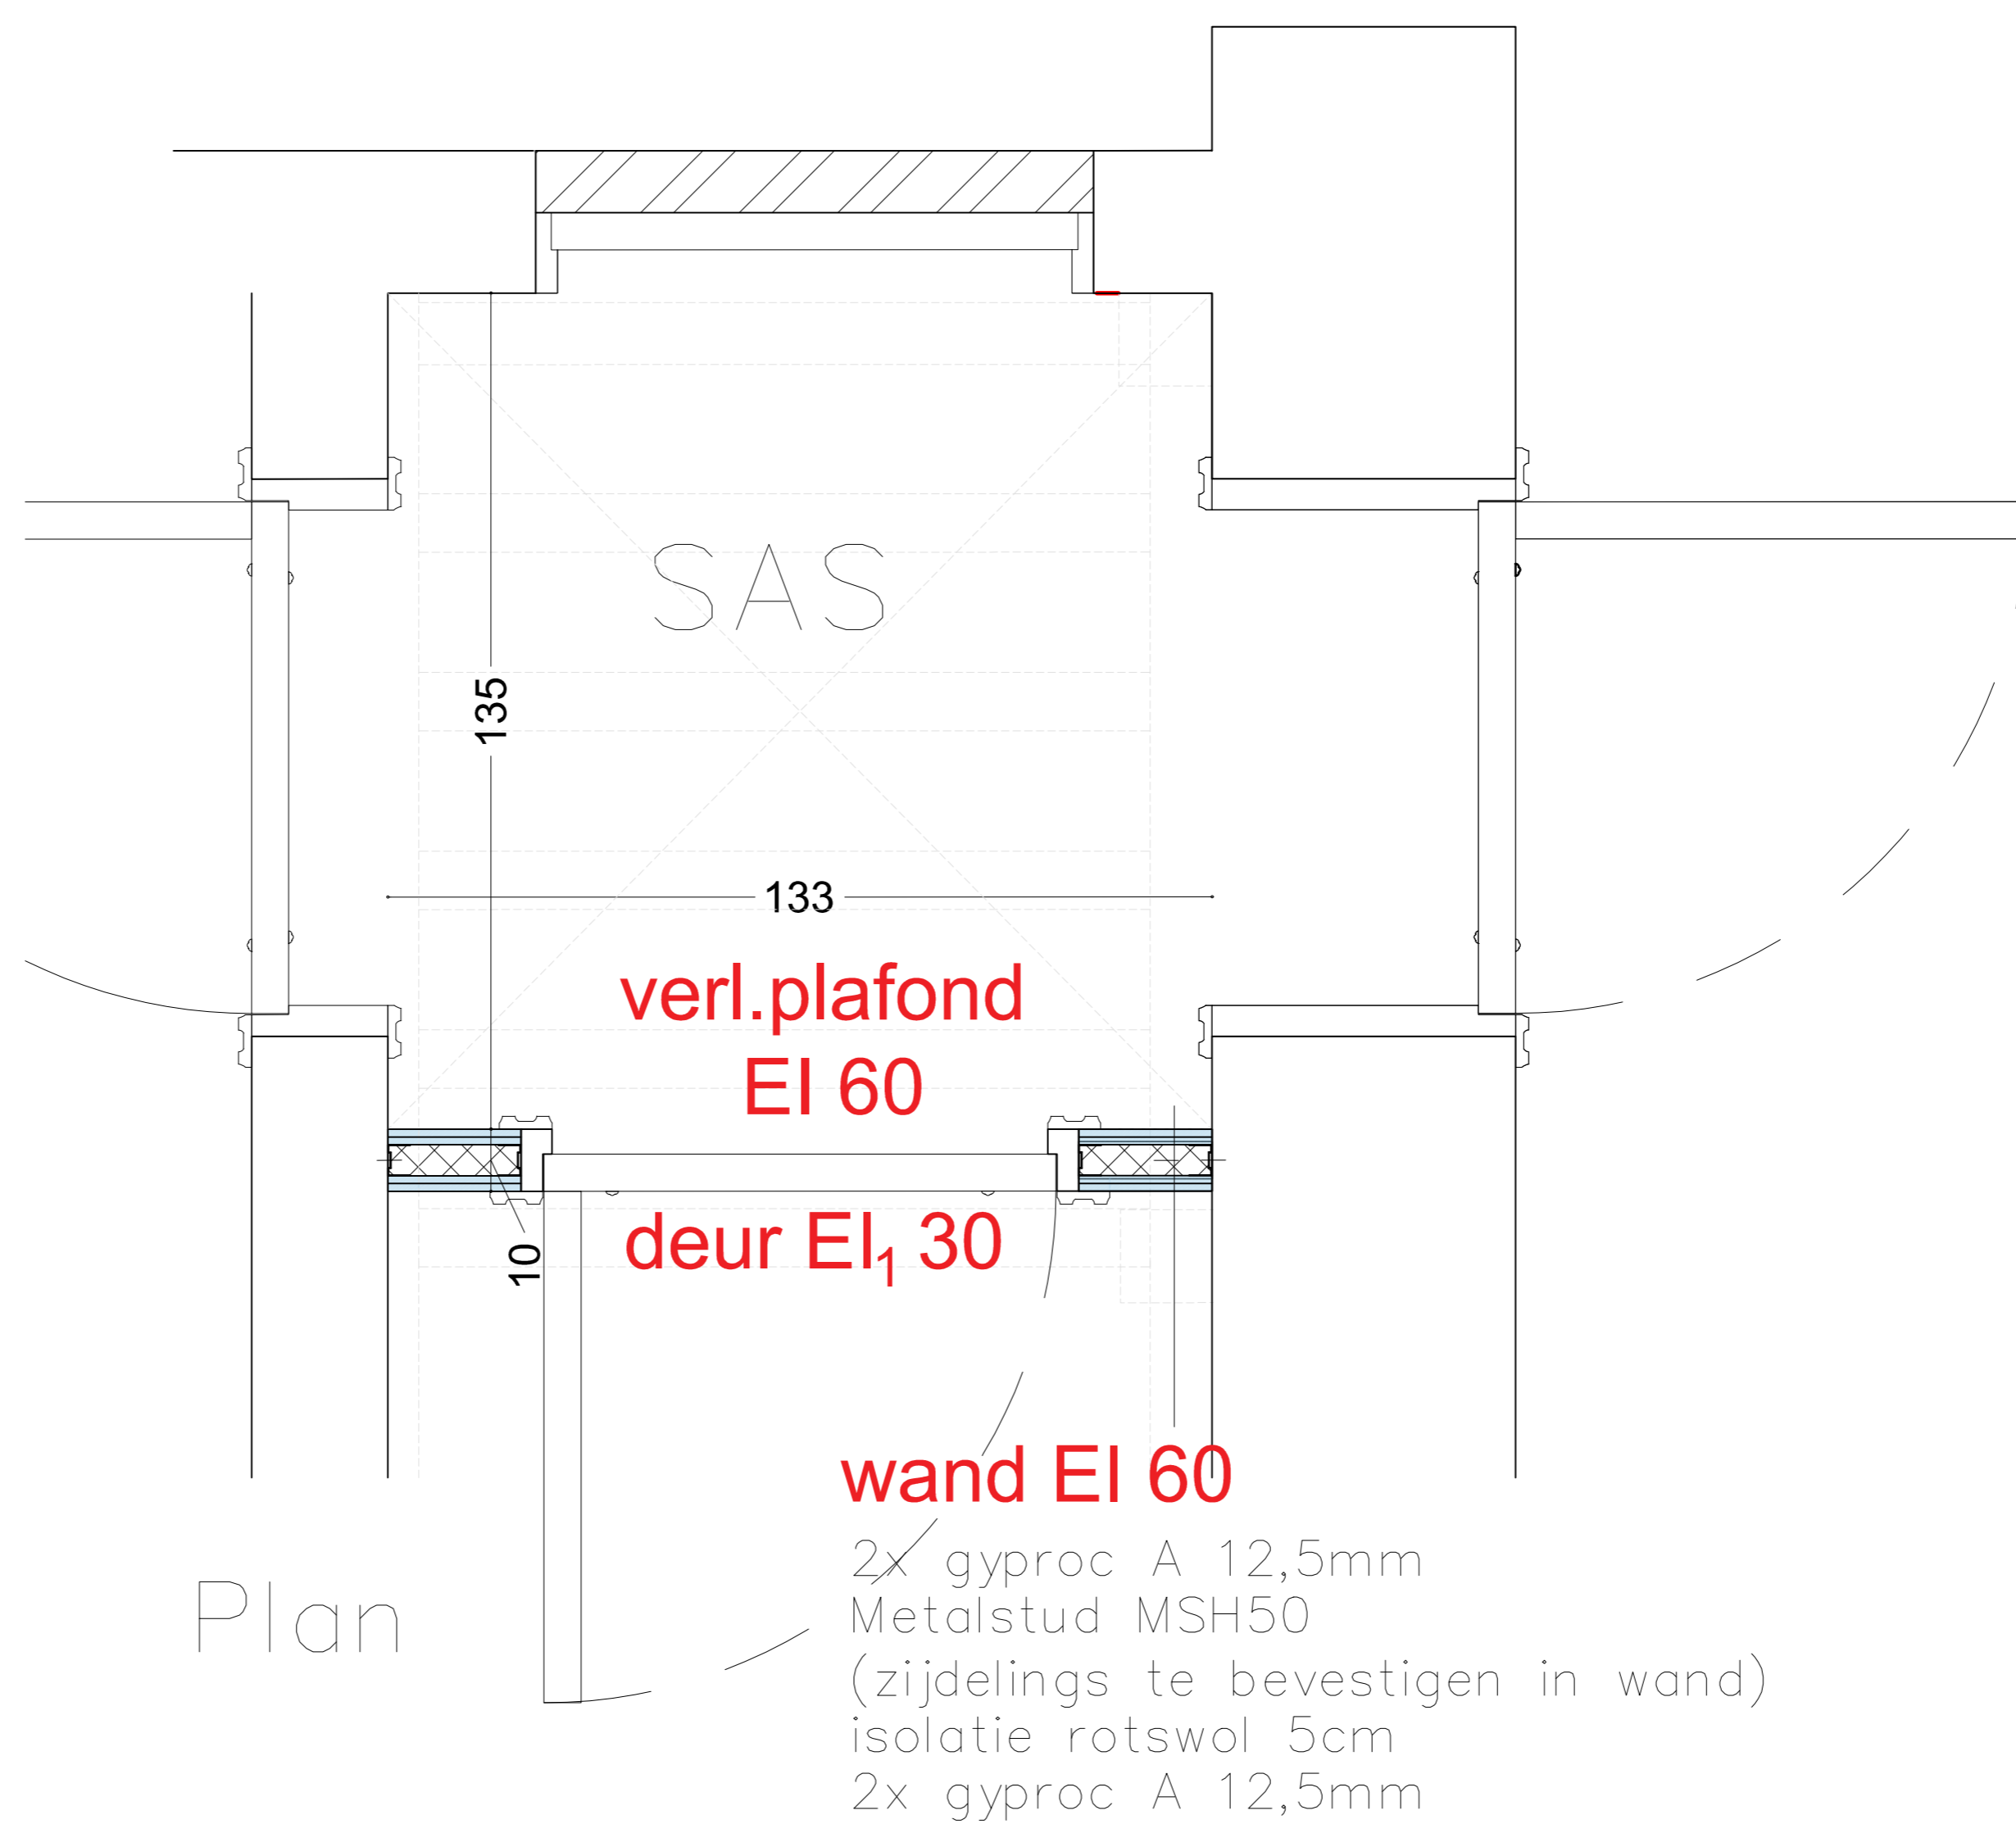 SAS
135
133
verl.plafond
EI 60
deur EI₁ 30
10
wand EI 60
2x gyproc A 12,5mm
Metalstud MSH50
(zijdelings te bevestigen in wand)
isolatie rotswol 5cm
2x gyproc A 12,5mm
Plan